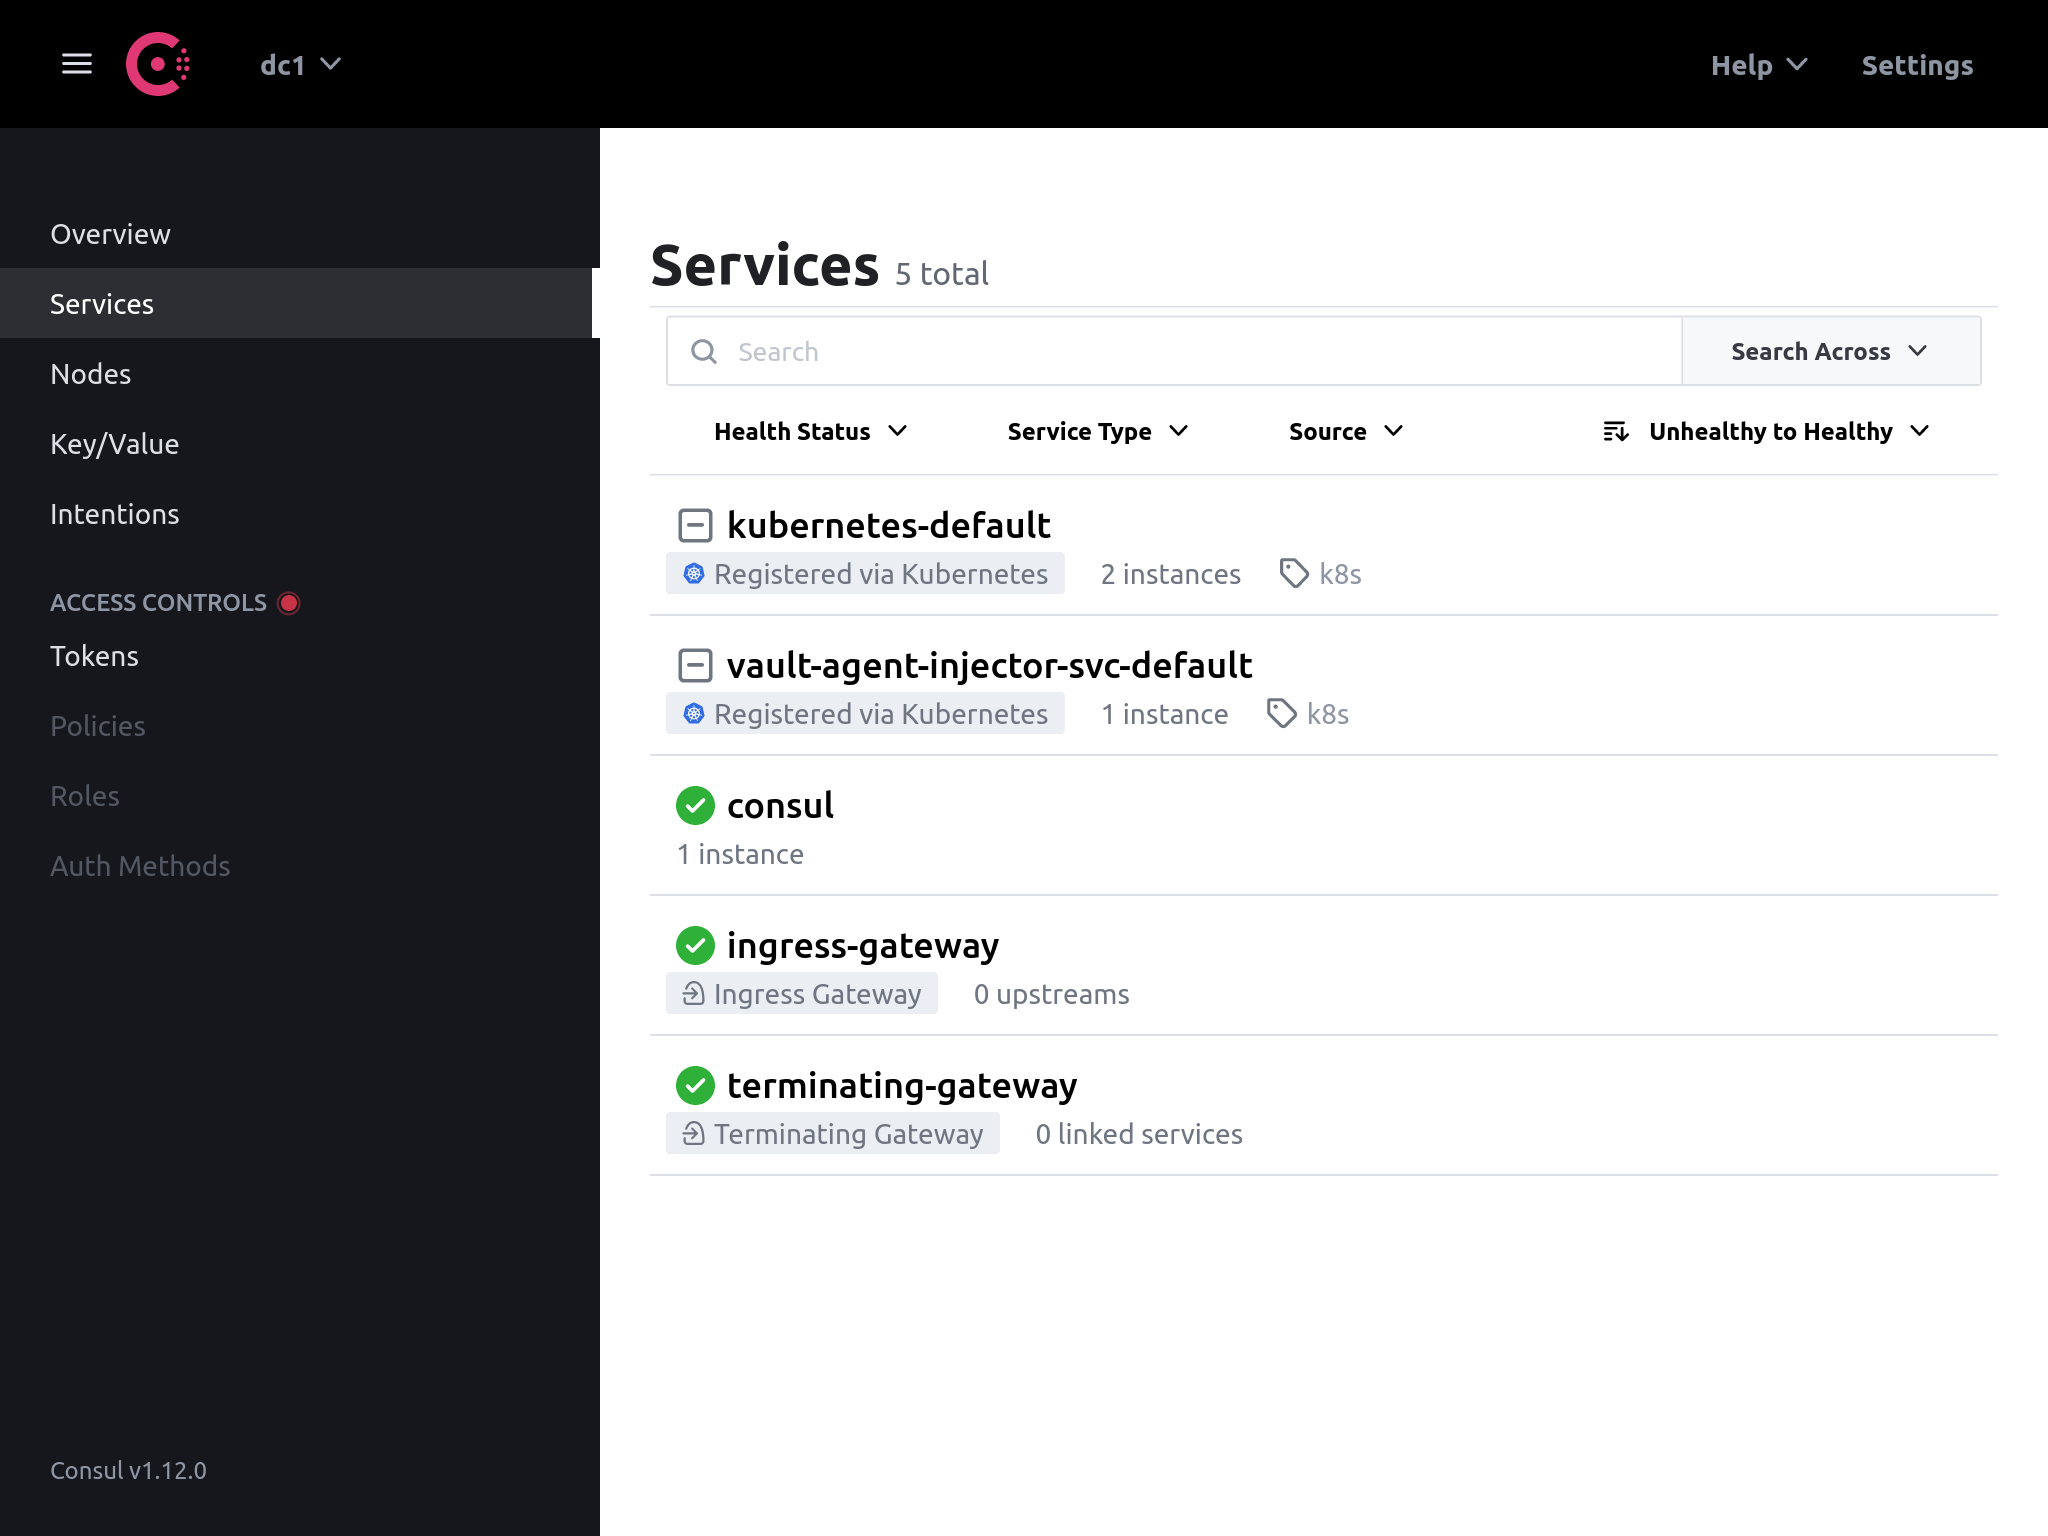 dc1
Help
Settings
Overview
Services
Nodes
Key/Value
Intentions
ACCESS CONTROLS
Tokens
Policies
Roles
Auth Methods
Consul v1.12.0
Services 5 total
Search
Search Across
Health Status Service Type Source Unhealthy to Healthy
kubernetes-default
Registered via Kubernetes 2 instances k8s
vault-agent-injector-svc-default
Registered via Kubernetes 1 instance k8s
consul
1 instance
ingress-gateway
Ingress Gateway 0 upstreams
terminating-gateway
Terminating Gateway 0 linked services